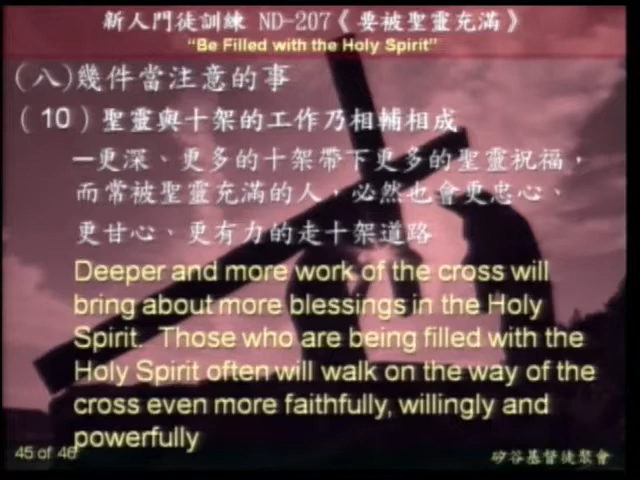 新人門徒訓練 ND-207《要被聖靈充滿》
“Be Filled with the Holy Spirit”
(八)幾件當注意的事
（10）聖靈與十架的工作乃相輔相成
─更深、更多的十架帶下更多的聖靈祝福，
而常被聖靈充滿的人，必然也會更忠心、
更甘心、更有力的走十架道路
Deeper and more work of the cross will
bring about more blessings in the Holy
Spirit. Those who are being filled with the
Holy Spirit often will walk on the way of the
cross even more faithfully, willingly and
powerfully
45 of 46
矽谷基督徒聚會